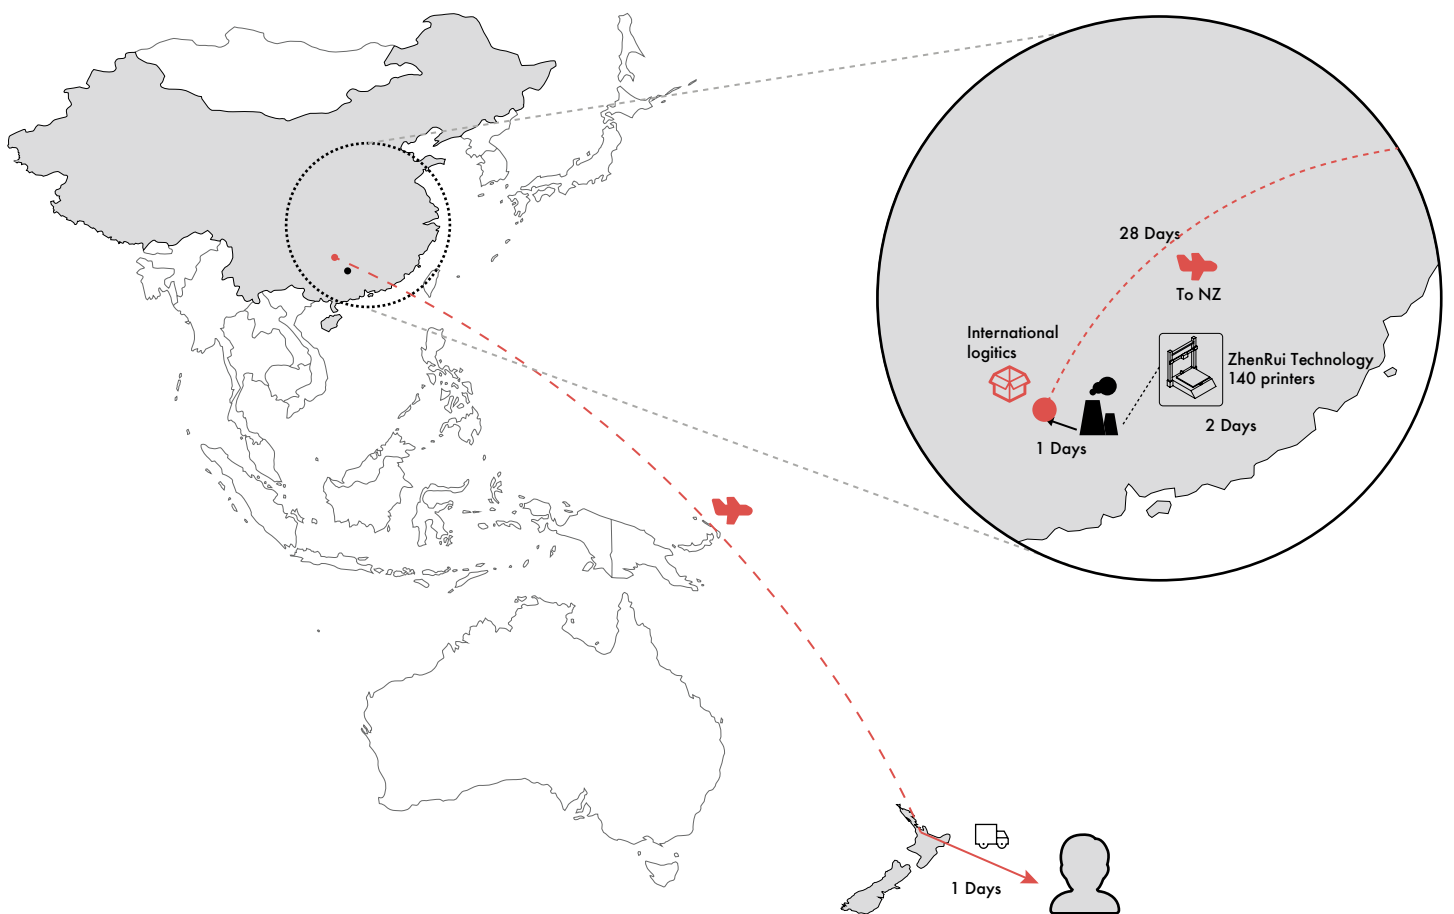 28 Days
To NZ
International
logitics
ZhenRui Technology
140 printers
2 Days
1 Days
1 Days